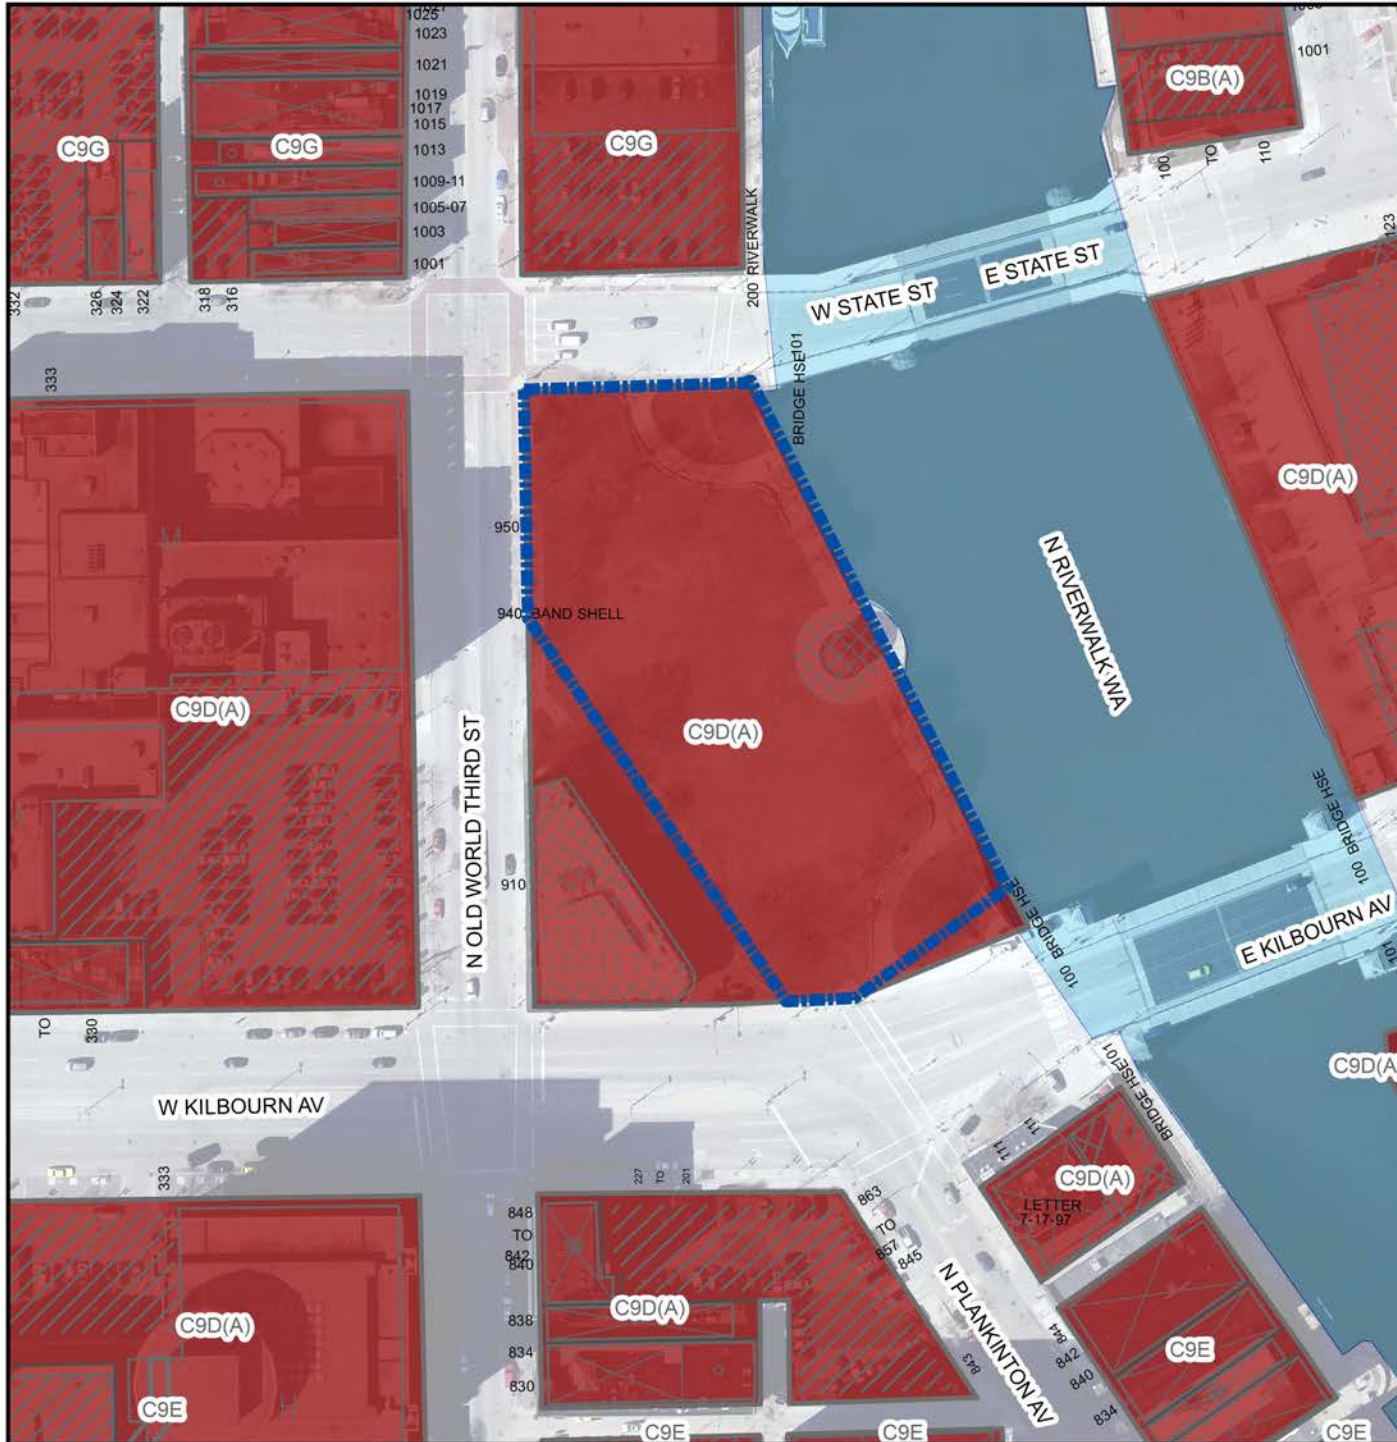 1025
1023
1021
1019
1017
1015
1013
1009-11
1005-07
1003
1001
C9G
C9G
C9G
C9B(A)
1001
100
TO
110
123
332
326
324
322
318
316
200 RIVERWALK
W STATE ST
E STATE ST
BRIDGE HSE
101
333
M
950
940 BAND SHELL
C9D(A)
C9D(A)
C9D(A)
N RIVERWALK WA
N OLD WORLD THIRD ST
910
100 BRIDGE HSE
100 BRIDGE HSE
E KILBOURN AV
101
TO
330
W KILBOURN AV
333
BRIDGE HSE
101
C9D(A
111
111
C9D(A)
LETTER
7-17-97
227
TO
201
848
TO
842
840
838
834
830
863
TO
857
845
843
N PLANKINTON AV
844
842
840
834
C9D(A)
C9D(A)
C9E
C9E
C9E
C9E
C9E